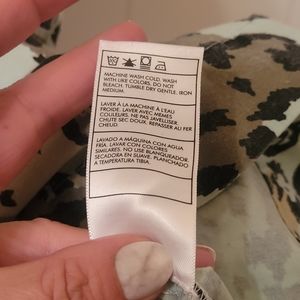 MACHINE WASH COLD. WASH
WITH LIKE COLORS. DO NOT
BLEACH. TUMBLE DRY GENTLE. IRON
MEDIUM.
LAVER À LA MACHINE À L'EAU
FROIDE. LAVER AVEC MÊMES
COULEURS. NE PAS JAVELLISER
CHUTE SEC DOUX. REPASSER AU FER
CHEUD.
LAVADO A MÁQUINA CON AGUA
FRÍA. LAVAR CON COLORES
SIMILARES. NO USE BLANQUEADOR.
SECADORA EN SUAVE. PLANCHADO
A TEMPERATURA TIBIA.